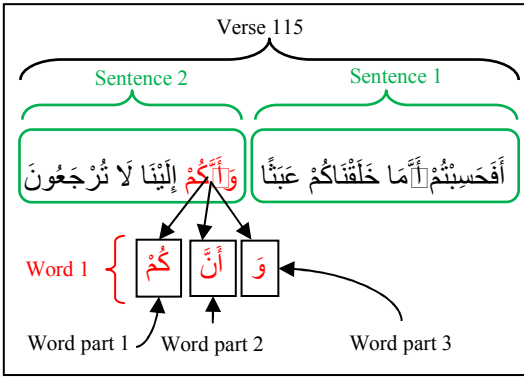 Verse 115
Sentence 2 Sentence 1
أَفَحَسِبْتُمْ أَنَّمَا خَلَقْنَاكُمْ عَبَثًا وَأَنَّكُمْ إِلَيْنَا لَا تُرْجَعُونَ
Word 1 كُمْ أَنَّ وَ
Word part 1 Word part 2 Word part 3